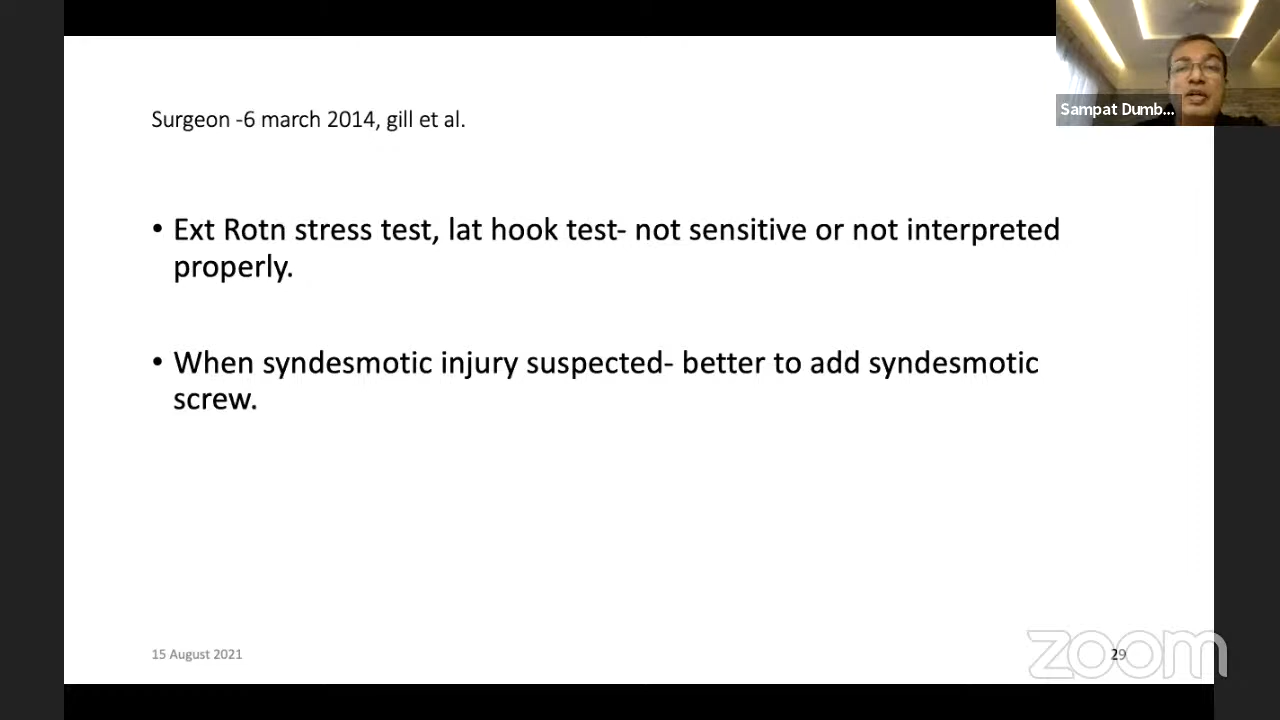 Surgeon -6 march 2014, gill et al.
Sampat Dumb...
• Ext Rotn stress test, lat hook test- not sensitive or not interpreted
properly.
• When syndesmotic injury suspected- better to add syndesmotic
screw.
15 August 2021
29
zoom